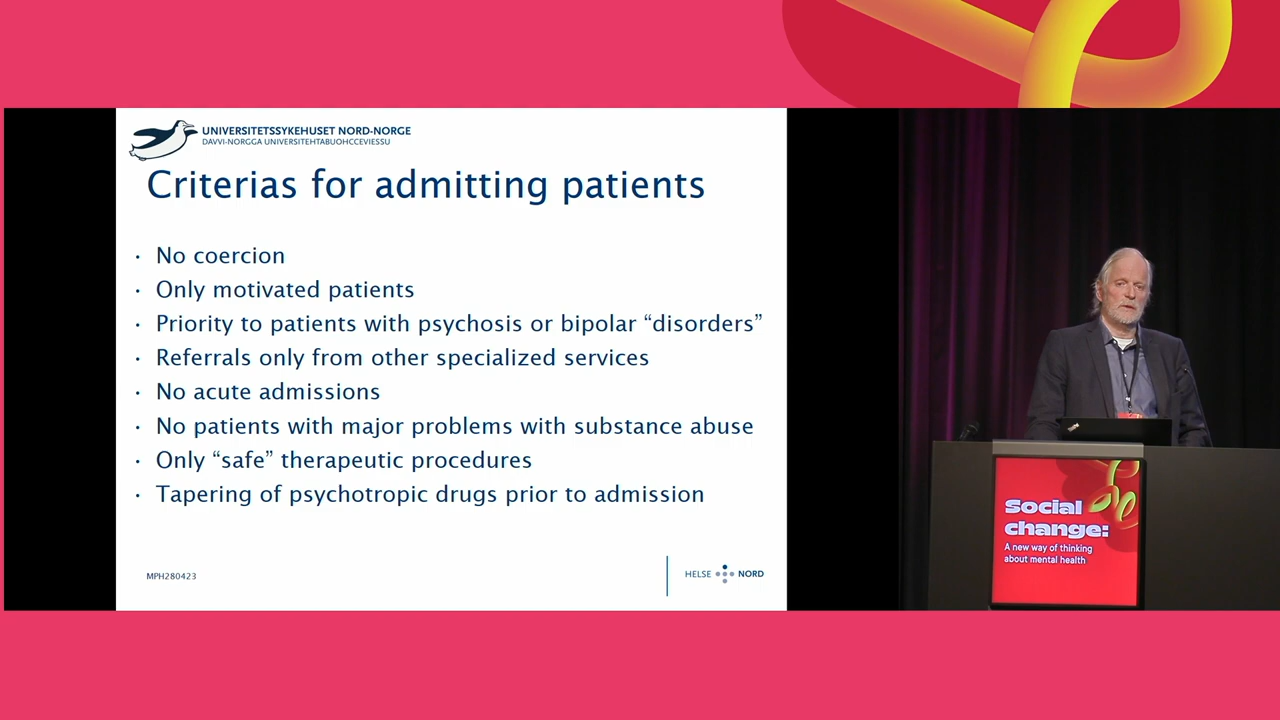 UNIVERSITETSSYKEHUSET NORD-NORGE
DAVVI-NORGGA UNIVERSITEHTABUOHCCEVIESSU
Criterias for admitting patients
· No coercion
· Only motivated patients
· Priority to patients with psychosis or bipolar “disorders”
· Referrals only from other specialized services
· No acute admissions
· No patients with major problems with substance abuse
· Only “safe” therapeutic procedures
· Tapering of psychotropic drugs prior to admission
MPH280423
HELSE NORD
Social
change:
A new way of thinking
about mental health